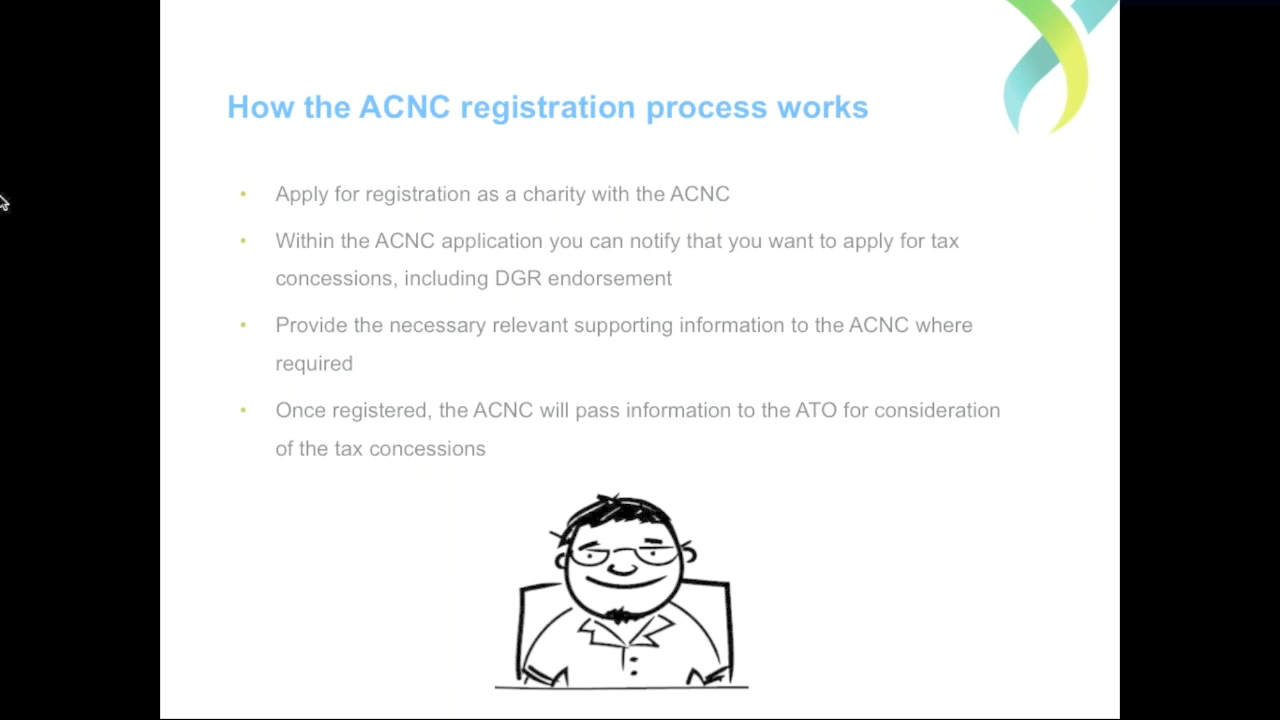 How the ACNC registration process works
• Apply for registration as a charity with the ACNC
• Within the ACNC application you can notify that you want to apply for tax
concessions, including DGR endorsement
• Provide the necessary relevant supporting information to the ACNC where
required
• Once registered, the ACNC will pass information to the ATO for consideration
of the tax concessions